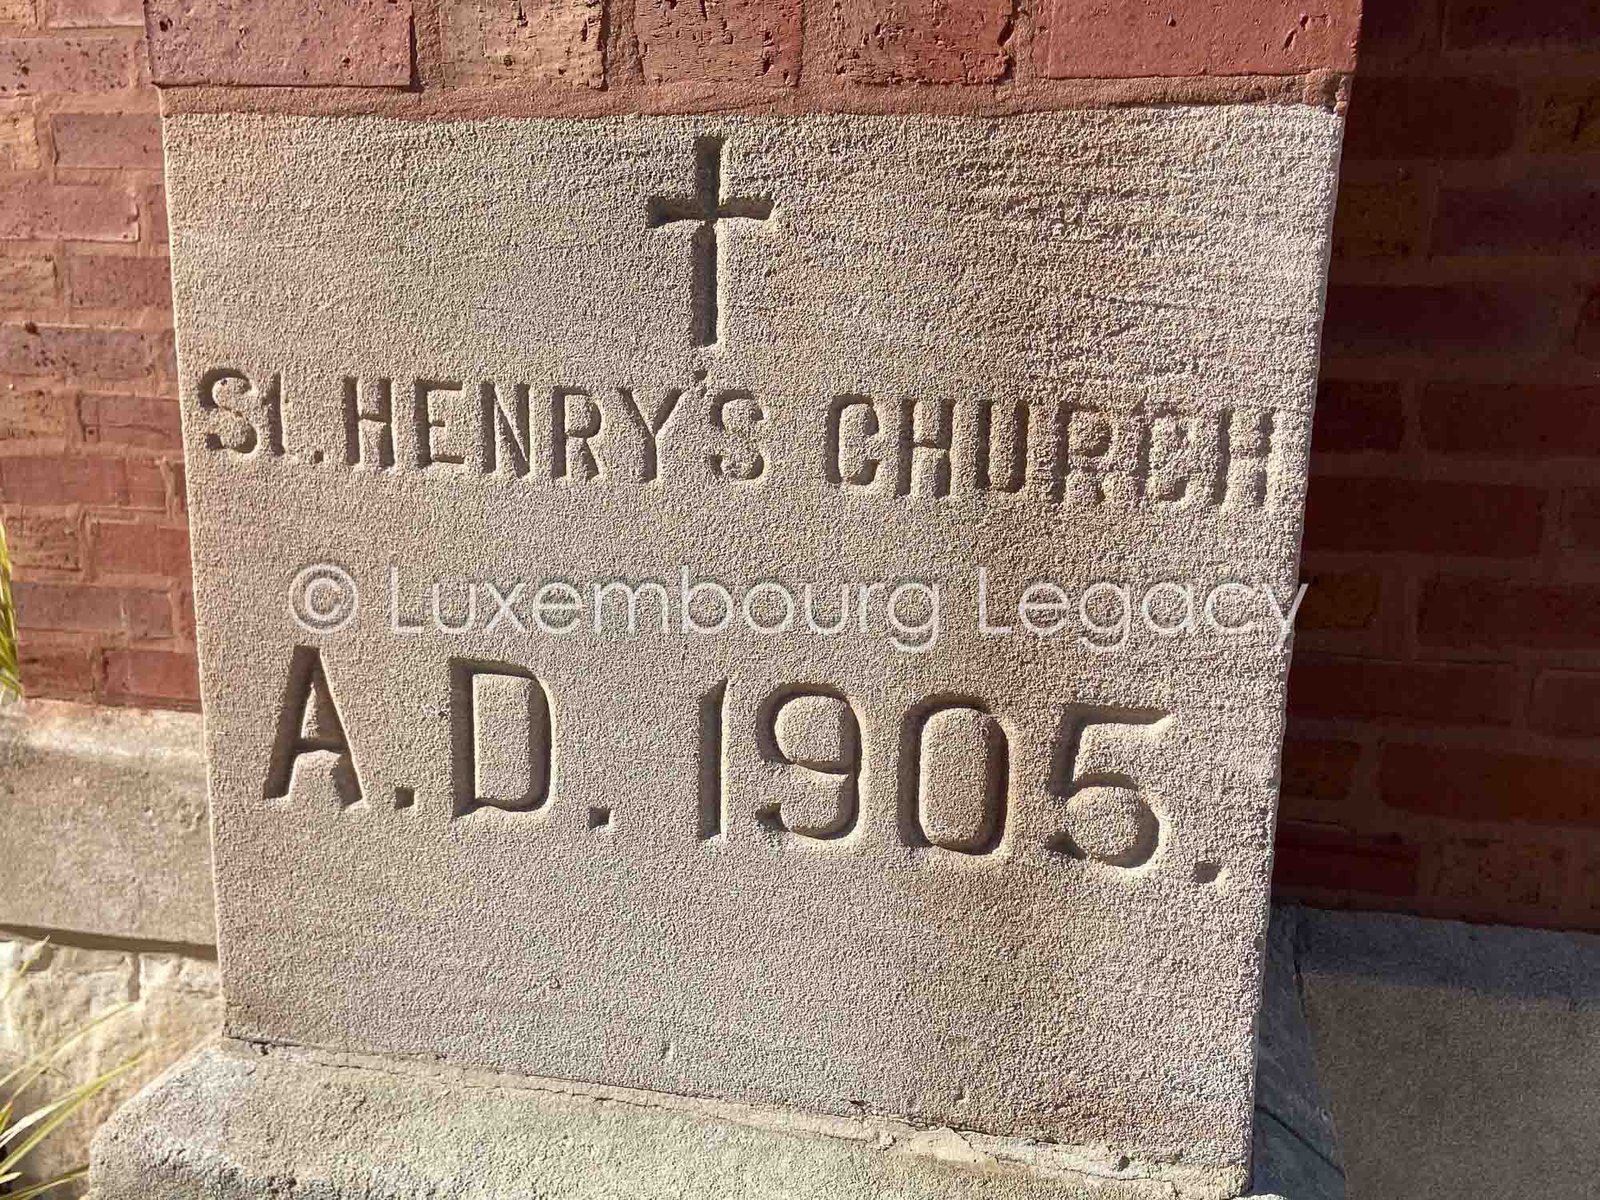 St. HENRY'S CHURCH
© Luxembourg Legacy
A.D. 1905.